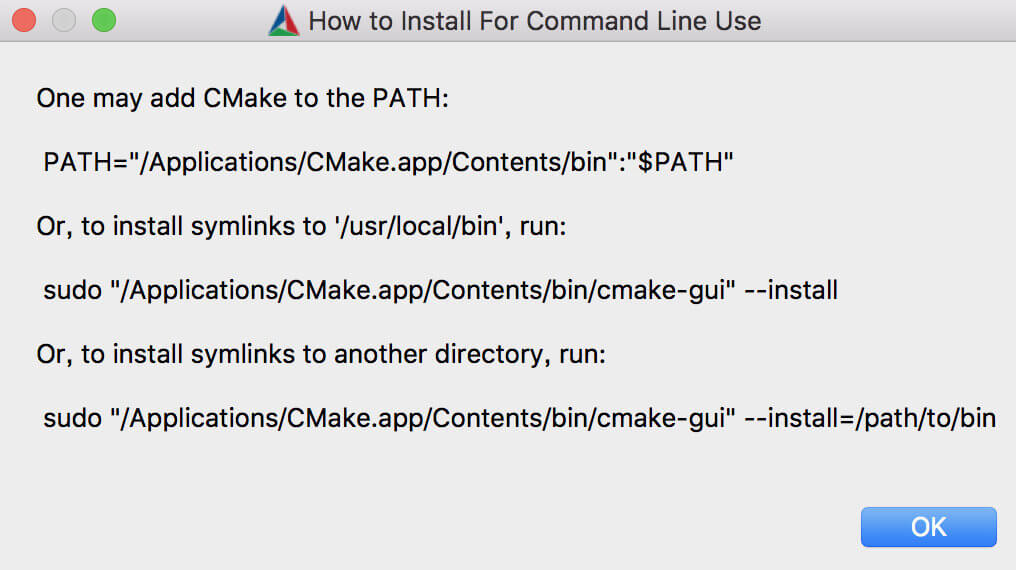 How to Install For Command Line Use
One may add CMake to the PATH:
PATH="/Applications/CMake.app/Contents/bin":"$PATH"
Or, to install symlinks to '/usr/local/bin', run:
sudo "/Applications/CMake.app/Contents/bin/cmake-gui" --install
Or, to install symlinks to another directory, run:
sudo "/Applications/CMake.app/Contents/bin/cmake-gui" --install=/path/to/bin
OK